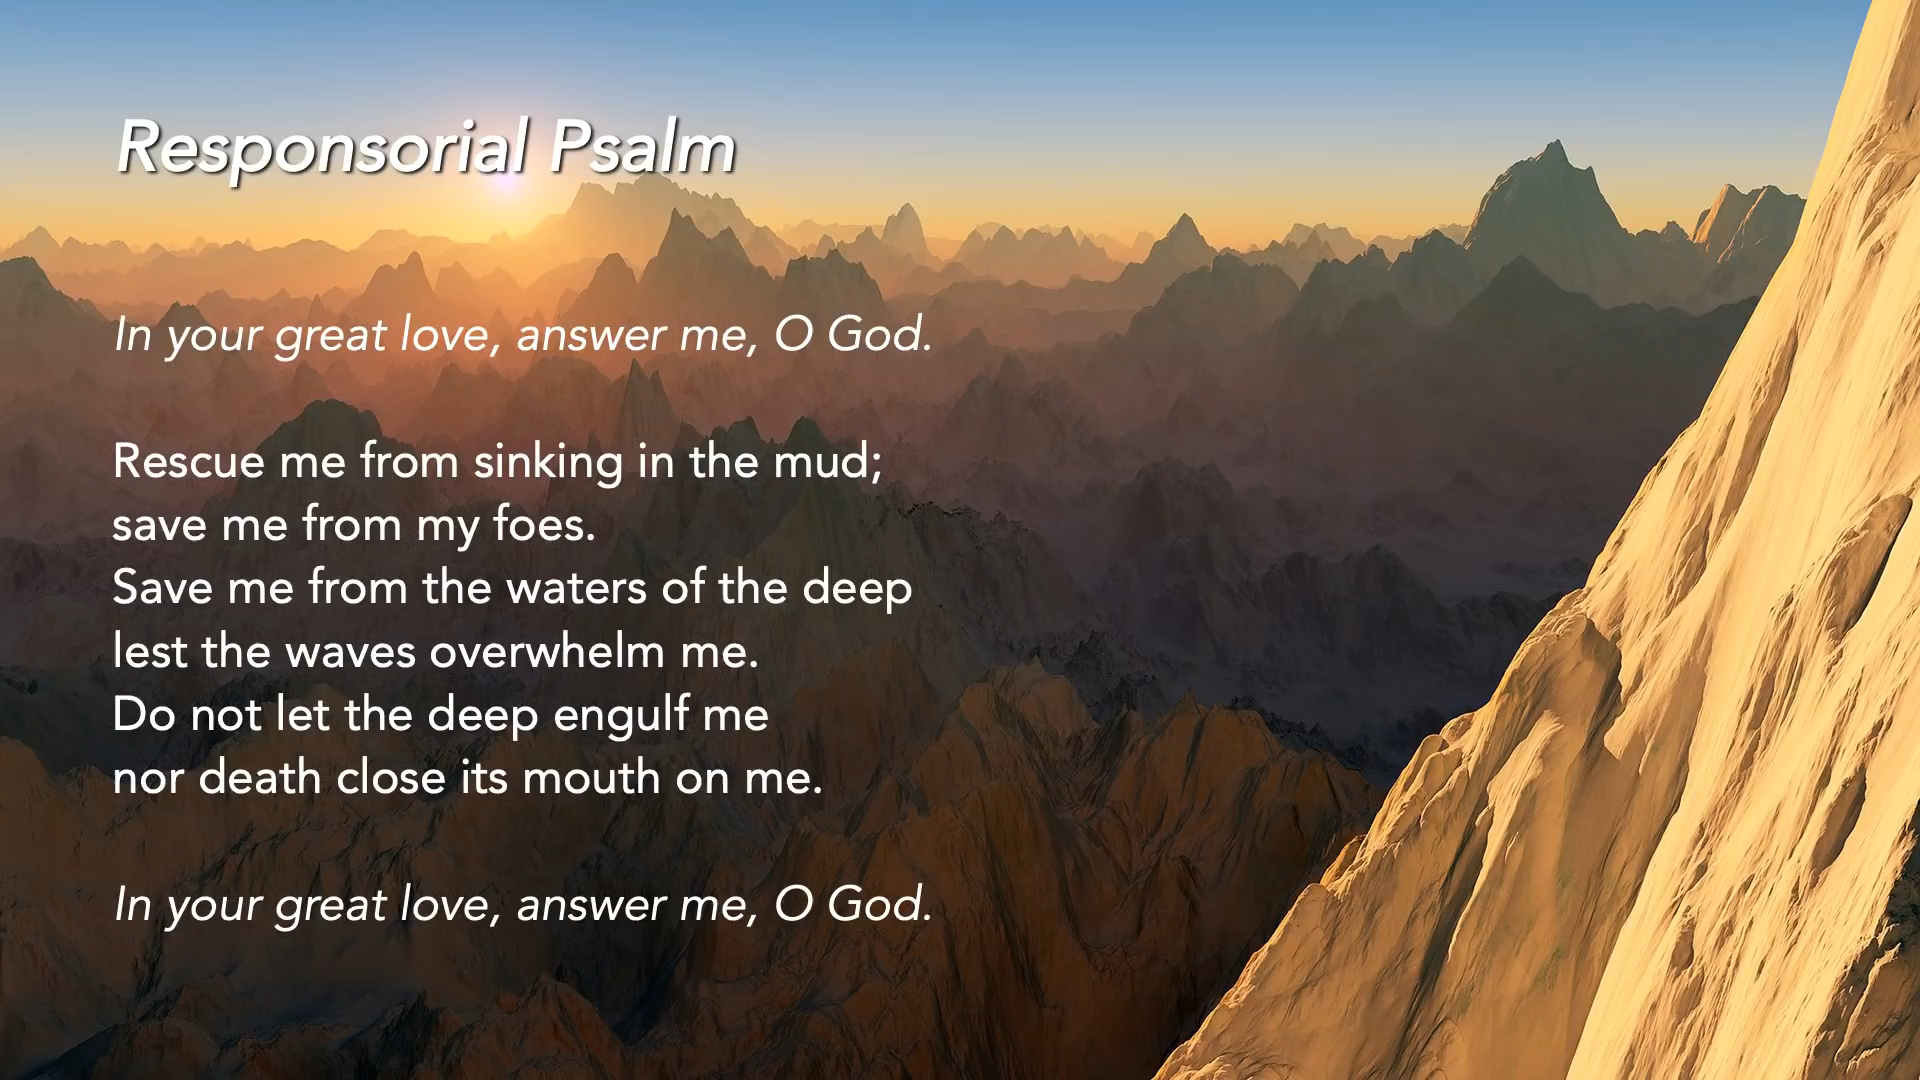 Responsorial Psalm
In your great love, answer me, O God.
Rescue me from sinking in the mud;
save me from my foes.
Save me from the waters of the deep
lest the waves overwhelm me.
Do not let the deep engulf me
nor death close its mouth on me.
In your great love, answer me, O God.